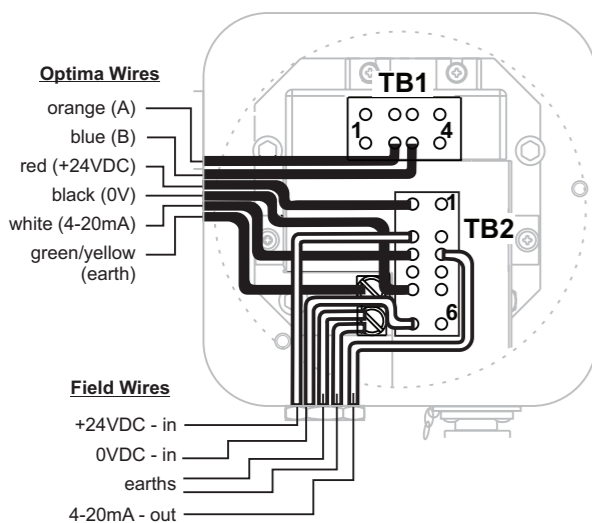 Optima Wires
orange (A)
blue (B)
red (+24VDC)
black (0V)
white (4-20mA)
green/yellow
(earth)
TB1
1
4
1
TB2
6
Field Wires
+24VDC - in
0VDC - in
earths
4-20mA - out